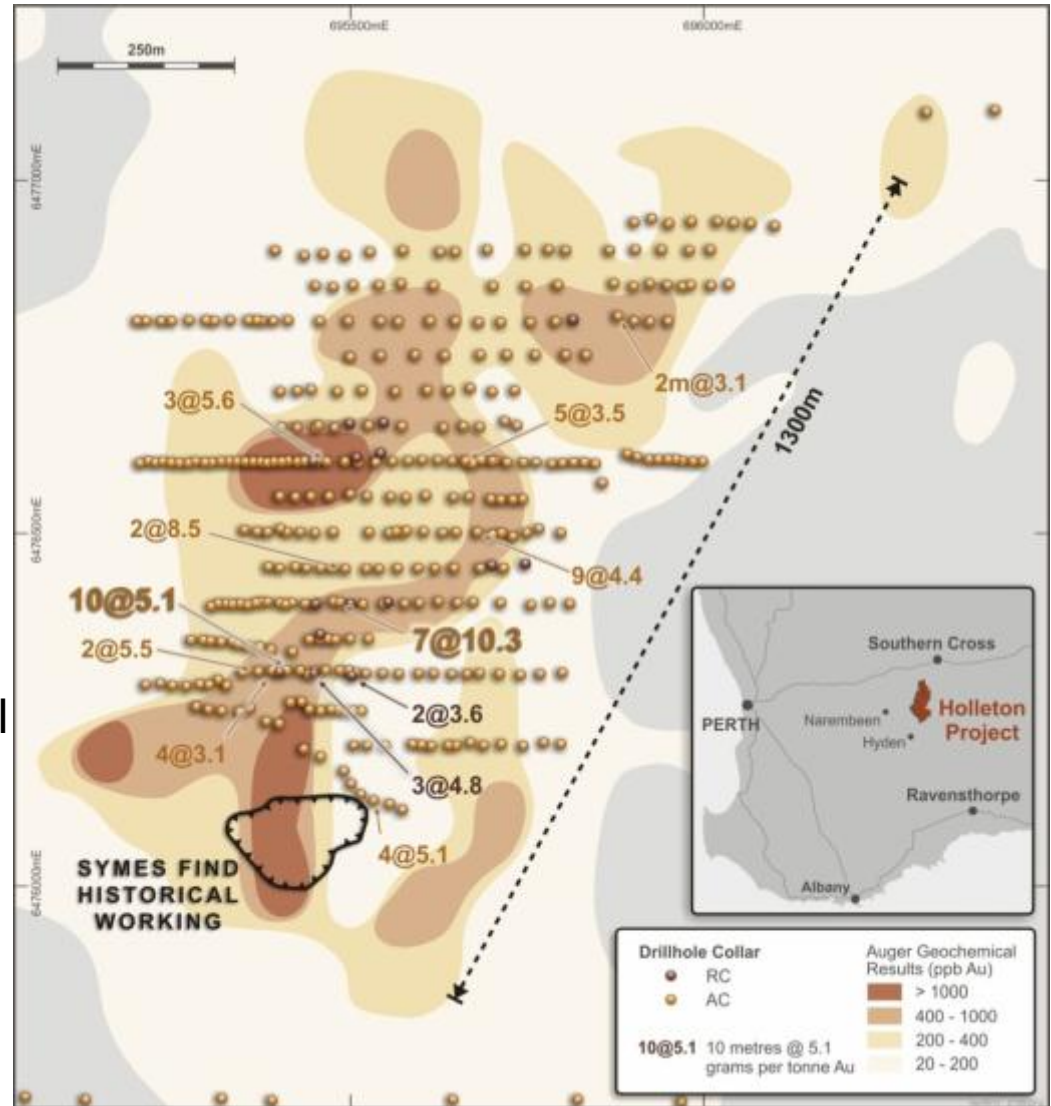 695500mE
696000mE
250m
6477000mE
1300m
2m@3.1
3@5.6
5@3.5
6476500mE
2@8.5
9@4.4
10@5.1
7@10.3
2@5.5
2@3.6
4@3.1
3@4.8
4@5.1
6476000mE
SYMES FIND
HISTORICAL
WORKING
Southern Cross
PERTH
Narembeen
Holleton
Project
Hyden
Ravensthorpe
Albany
Drillhole Collar
RC
AC
10@5.1 10 metres @ 5.1
grams per tonne Au
Auger Geochemical
Results (ppb Au)
> 1000
400 - 1000
200 - 400
20 - 200